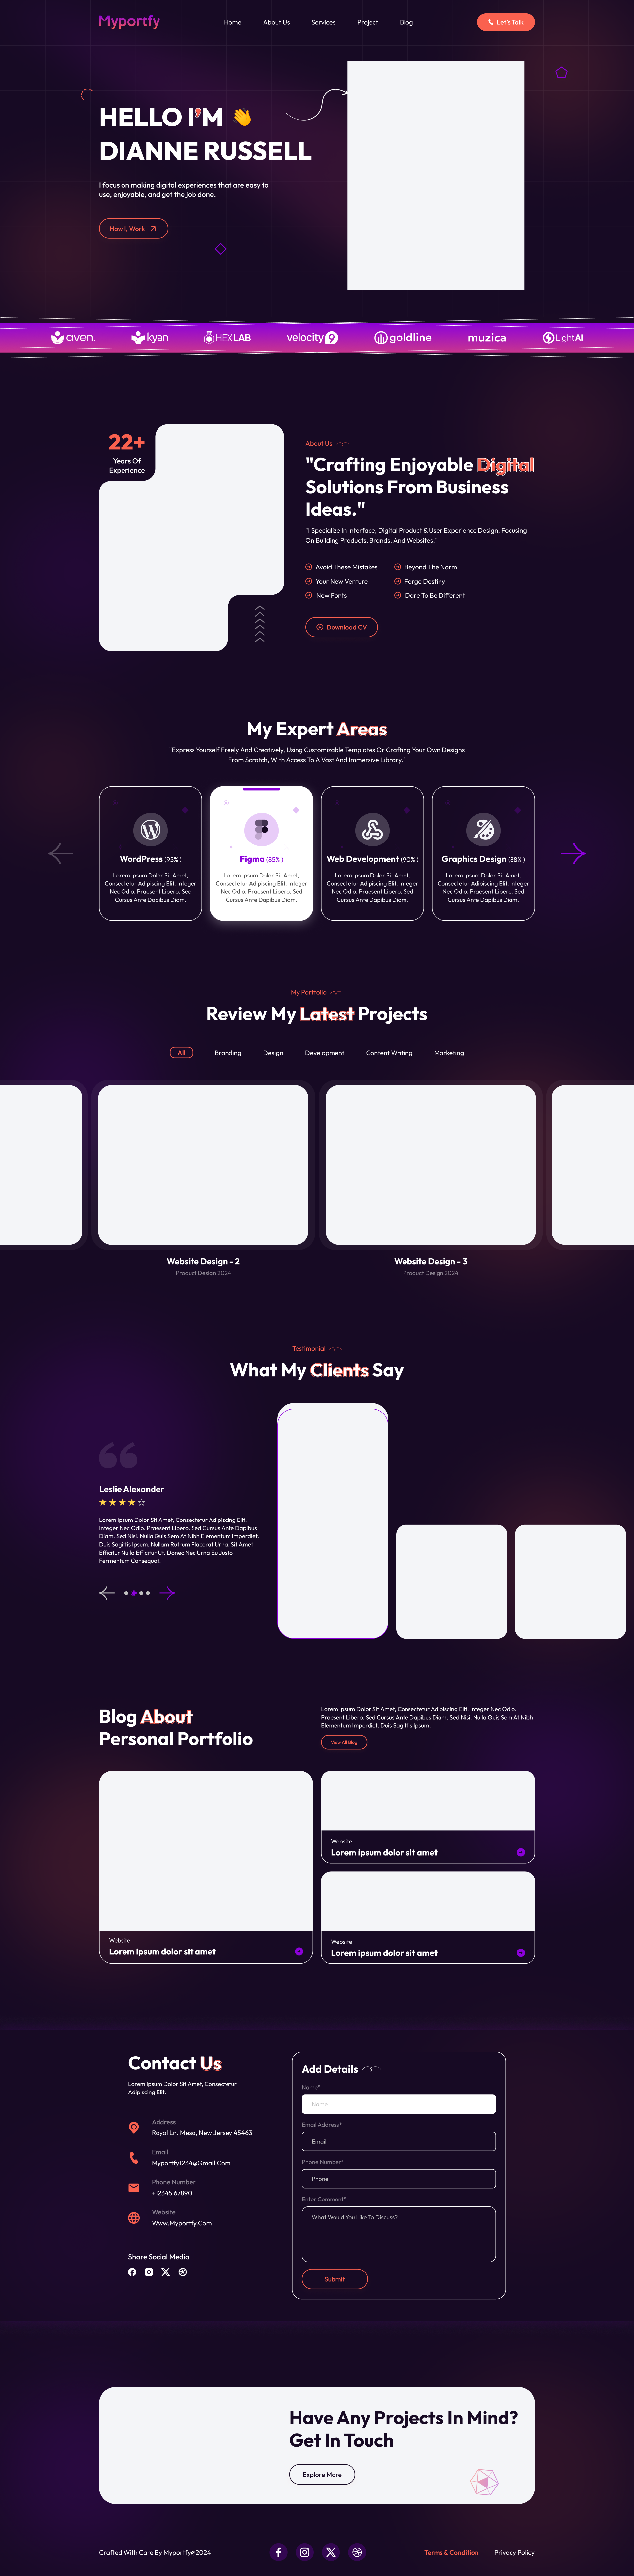 Myportfy
Home
About Us
Services
Project
Blog
Let's Talk
HELLO I'M
DIANNE RUSSELL
I focus on making digital experiences that are easy to
use, enjoyable, and get the job done.
How I, Work
aven.
kyan
HEXLAB
velocity 9
goldline
muzica
LightAI
22+
Years Of
Experience
About Us
"Crafting Enjoyable Digital
Solutions From Business
Ideas."
"I Specialize In Interface, Digital Product & User Experience Design, Focusing
On Building Products, Brands, And Websites."
Avoid These Mistakes
Beyond The Norm
Your New Venture
Forge Destiny
New Fonts
Dare To Be Different
Download CV
My Expert Areas
"Express Yourself Freely And Creatively, Using Customizable Templates Or Crafting Your Own Designs
From Scratch, With Access To A Vast And Immersive Library."
WordPress (95% )
Lorem Ipsum Dolor Sit Amet,
Consectetur Adipiscing Elit. Integer
Nec Odio. Praesent Libero. Sed
Cursus Ante Dapibus Diam.
Figma (85% )
Lorem Ipsum Dolor Sit Amet,
Consectetur Adipiscing Elit. Integer
Nec Odio. Praesent Libero. Sed
Cursus Ante Dapibus Diam.
Web Development (90% )
Lorem Ipsum Dolor Sit Amet,
Consectetur Adipiscing Elit. Integer
Nec Odio. Praesent Libero. Sed
Cursus Ante Dapibus Diam.
Graphics Design (88% )
Lorem Ipsum Dolor Sit Amet,
Consectetur Adipiscing Elit. Integer
Nec Odio. Praesent Libero. Sed
Cursus Ante Dapibus Diam.
My Portfolio
Review My Latest Projects
All
Branding
Design
Development
Content Writing
Marketing
Website Design - 2
Product Design 2024
Website Design - 3
Product Design 2024
Testimonial
What My Clients Say
Leslie Alexander
Lorem Ipsum Dolor Sit Amet, Consectetur Adipiscing Elit.
Integer Nec Odio. Praesent Libero. Sed Cursus Ante Dapibus
Diam. Sed Nisi. Nulla Quis Sem At Nibh Elementum Imperdiet.
Duis Sagittis Ipsum. Nullam Rutrum Placerat Urna, Sit Amet
Efficitur Nulla Efficitur Ut. Donec Nec Urna Eu Justo
Fermentum Consequat.
Blog About
Personal Portfolio
Lorem Ipsum Dolor Sit Amet, Consectetur Adipiscing Elit. Integer Nec Odio.
Praesent Libero. Sed Cursus Ante Dapibus Diam. Sed Nisi. Nulla Quis Sem At Nibh
Elementum Imperdiet. Duis Sagittis Ipsum.
View All Blog
Website
Lorem ipsum dolor sit amet
Website
Lorem ipsum dolor sit amet
Website
Lorem ipsum dolor sit amet
Contact Us
Lorem Ipsum Dolor Sit Amet, Consectetur
Adipiscing Elit.
Address
Royal Ln. Mesa, New Jersey 45463
Email
Myportfy1234@Gmail.Com
Phone Number
+12345 67890
Website
Www.Myportfy.Com
Share Social Media
Add Details
Name*
Name
Email Address*
Email
Phone Number*
Phone
Enter Comment*
What Would You Like To Discuss?
Submit
Have Any Projects In Mind?
Get In Touch
Explore More
Crafted With Care By Myportfy@2024
Terms & Condition
Privacy Policy